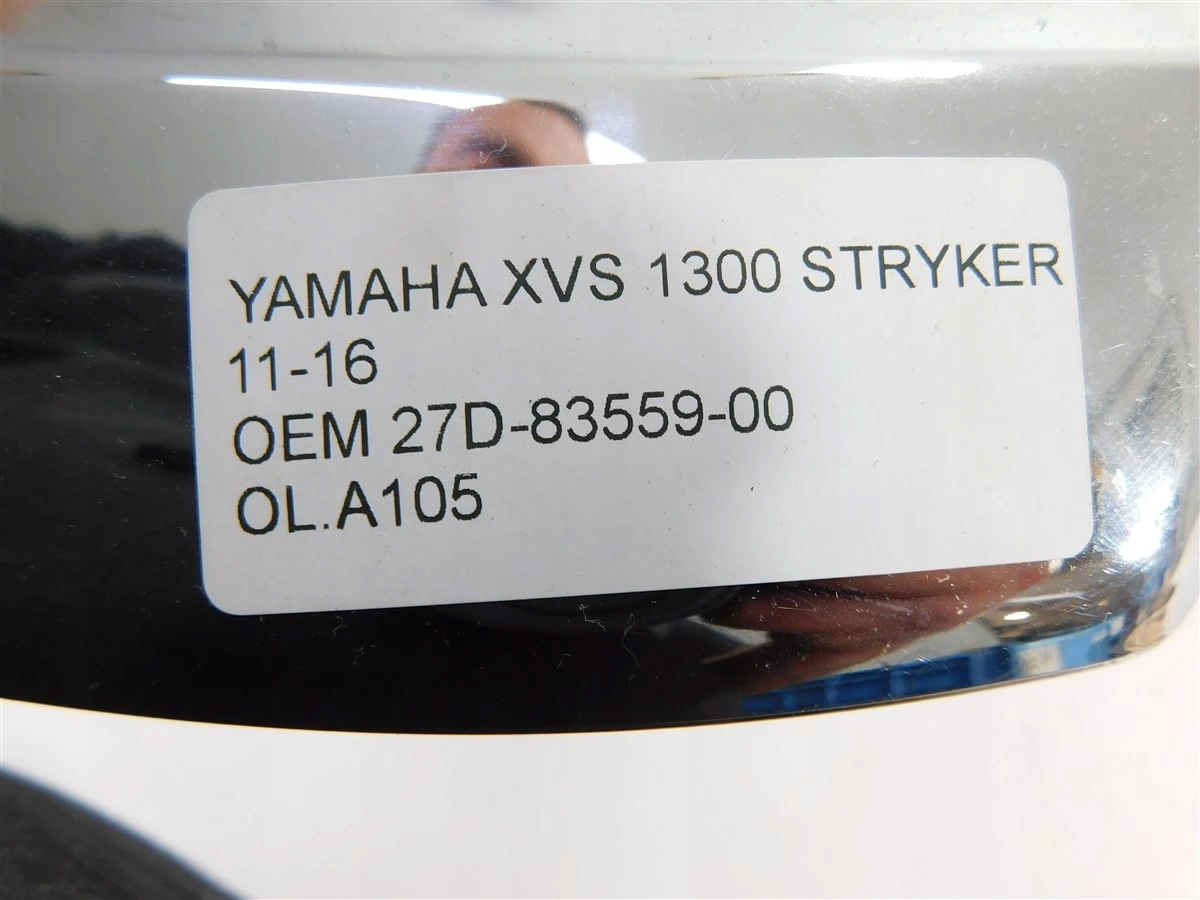 YAMAHA XVS 1300 STRYKER
11-16
OEM 27D-83559-00
OL.A105